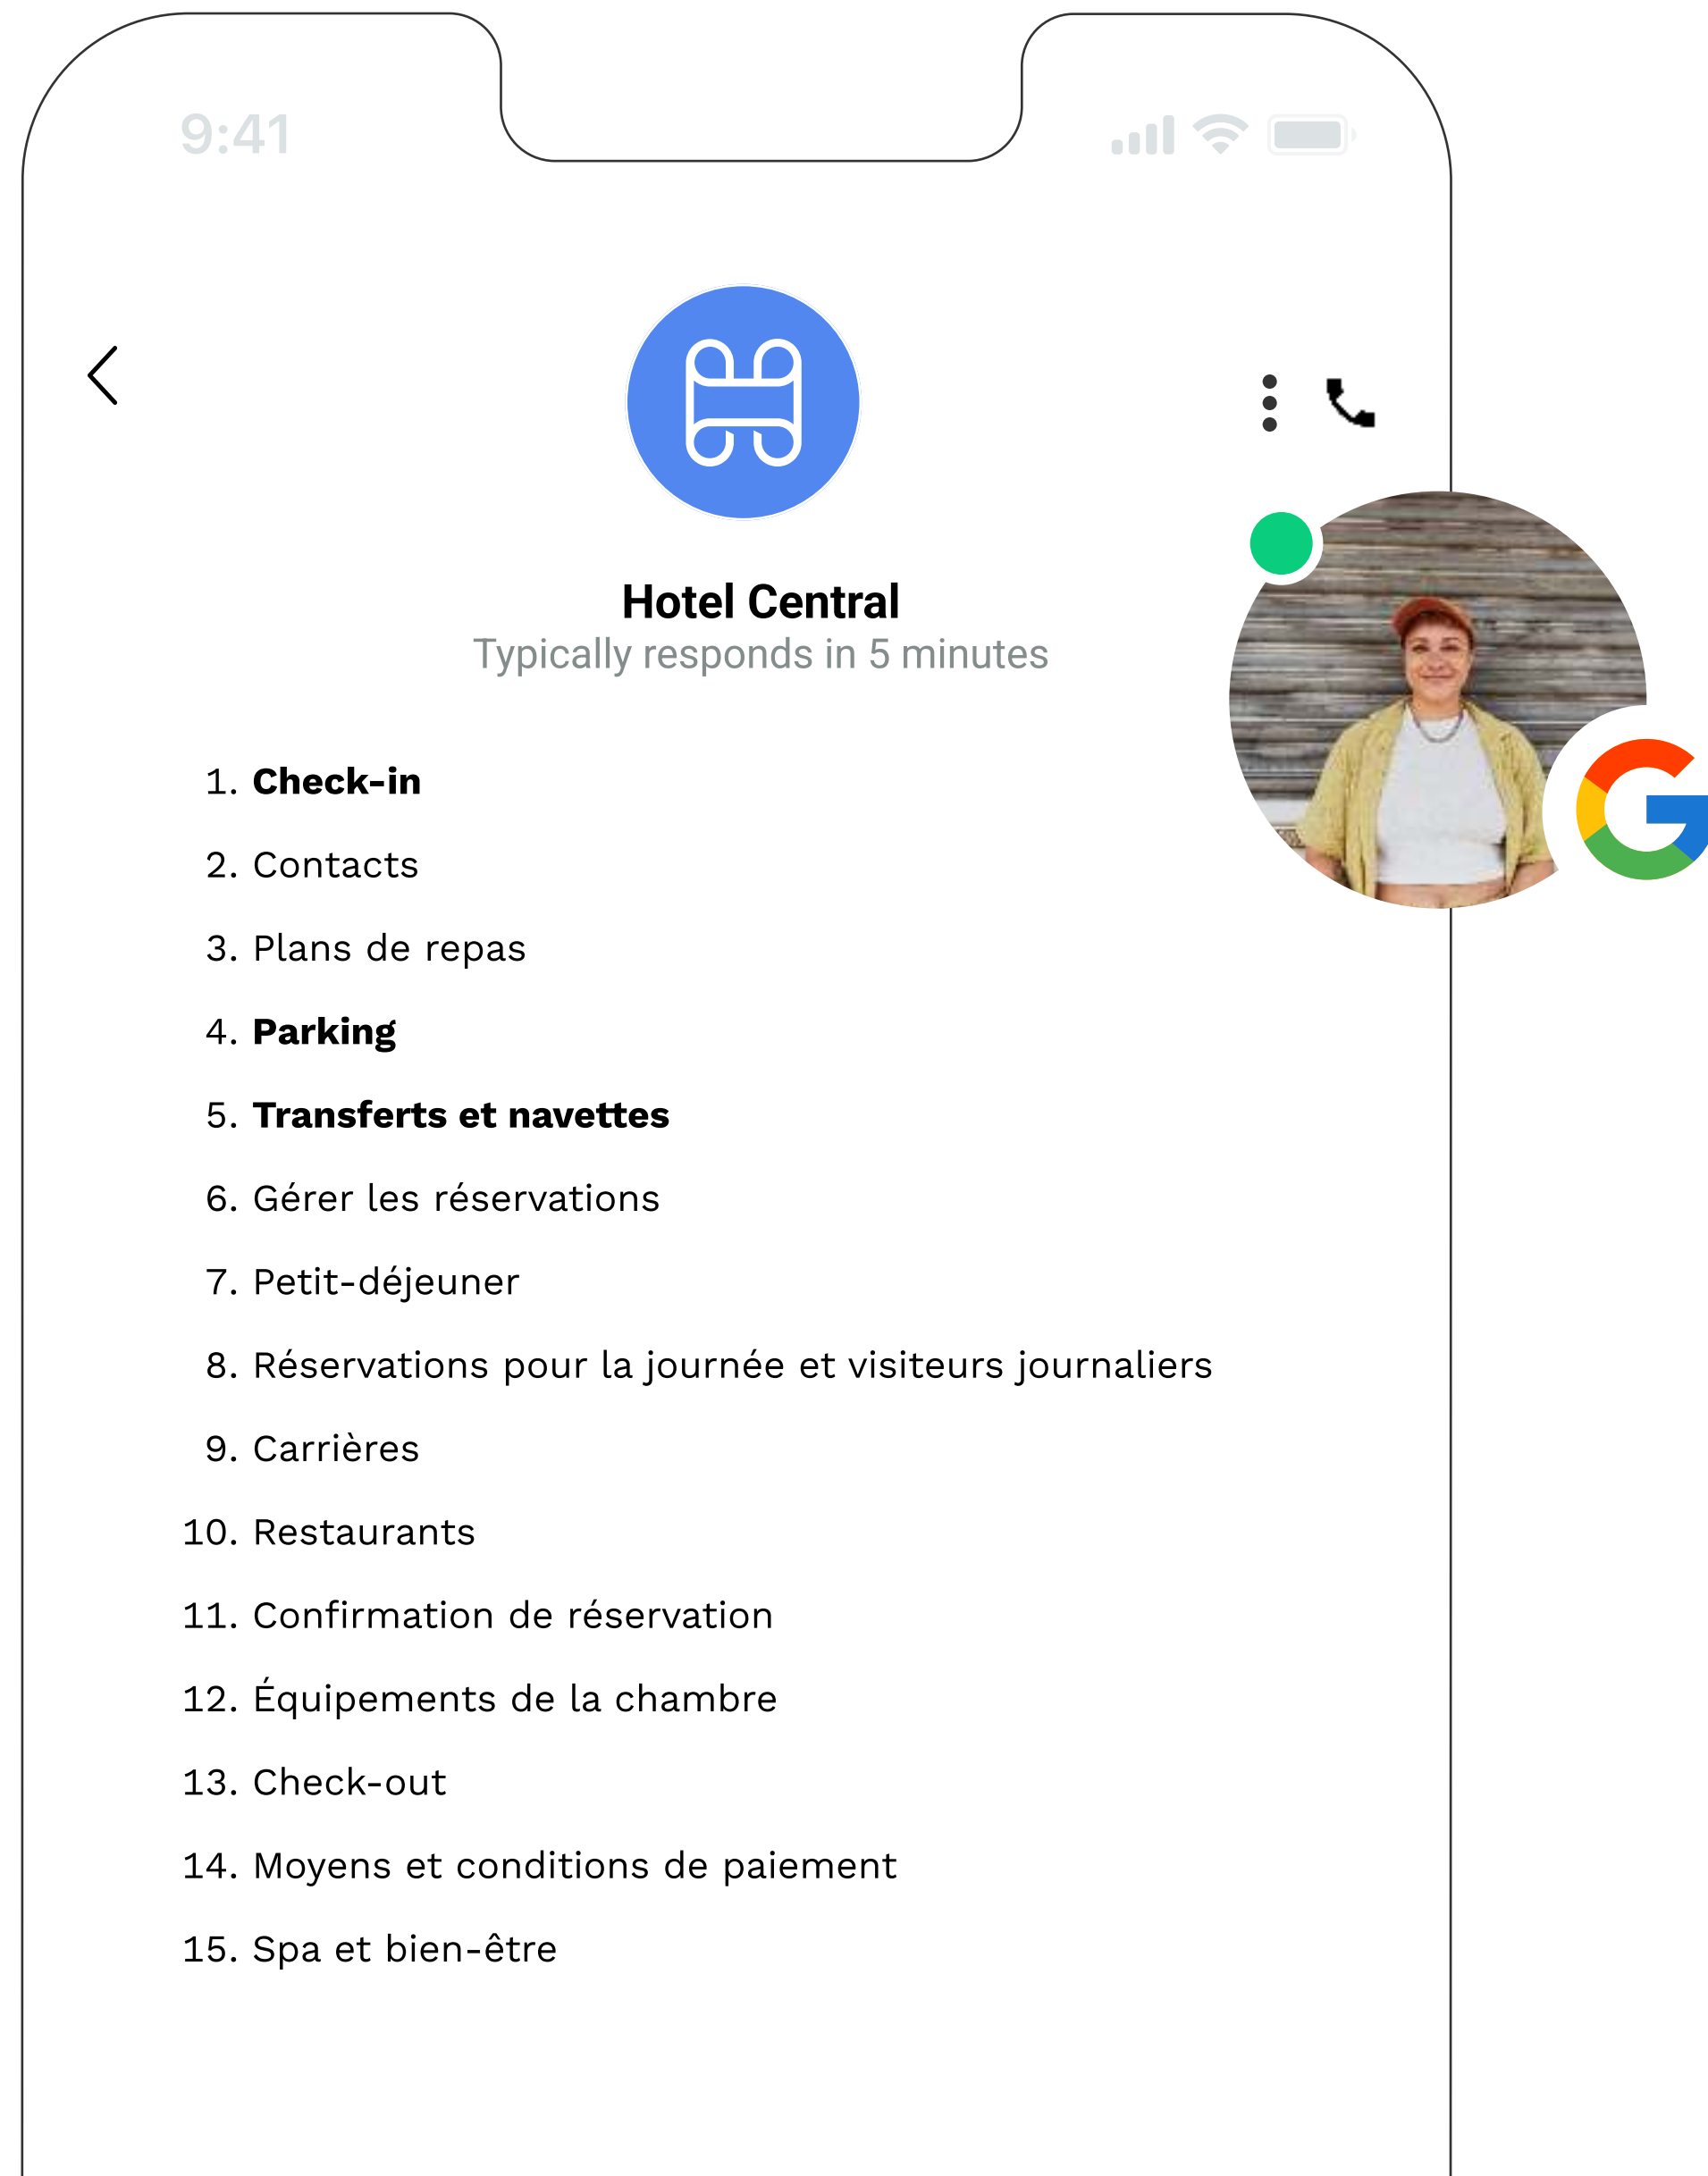 9:41
Hotel Central
Typically responds in 5 minutes
1. Check-in
2. Contacts
3. Plans de repas
4. Parking
5. Transferts et navettes
6. Gérer les réservations
7. Petit-déjeuner
8. Réservations pour la journée et visiteurs journaliers
9. Carrières
10. Restaurants
11. Confirmation de réservation
12. Équipements de la chambre
13. Check-out
14. Moyens et conditions de paiement
15. Spa et bien-être